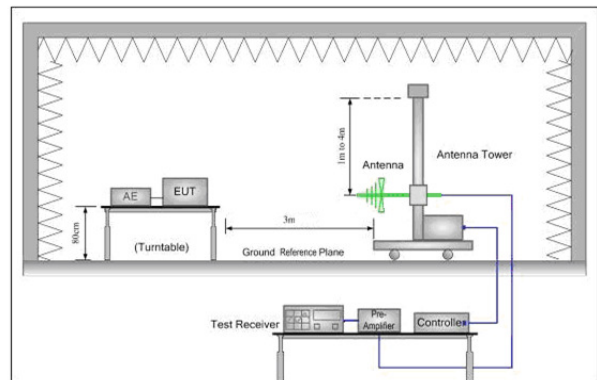 1m to 4m
Antenna
Antenna Tower
AE
EUT
80cm
(Turntable)
3m
Ground Reference Plane
Test Receiver
Pre-
Amplifier
Controller